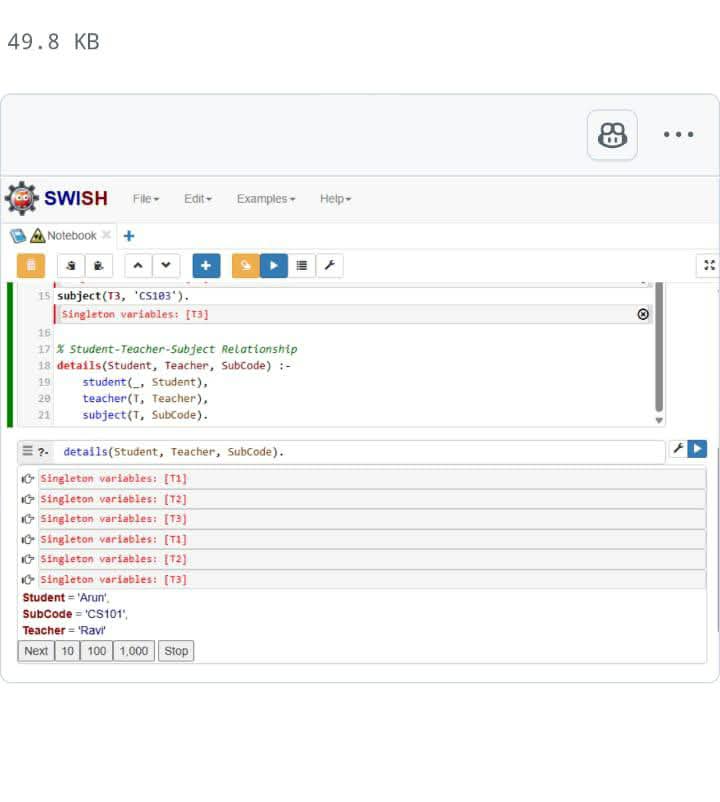 49.8 KB
SWISH File Edit Examples Help
Notebook
15 subject(T3, 'CS103').
Singleton variables: [T3]
16
17 % Student-Teacher-Subject Relationship
18 details(Student, Teacher, SubCode) :-
19 student(_, Student),
20 teacher(T, Teacher),
21 subject(T, SubCode).
?- details(Student, Teacher, SubCode).
Singleton variables: [T1]
Singleton variables: [T2]
Singleton variables: [T3]
Singleton variables: [T1]
Singleton variables: [T2]
Singleton variables: [T3]
Student = 'Arun',
SubCode = 'CS101',
Teacher = 'Ravi'
Next 10 100 1,000 Stop